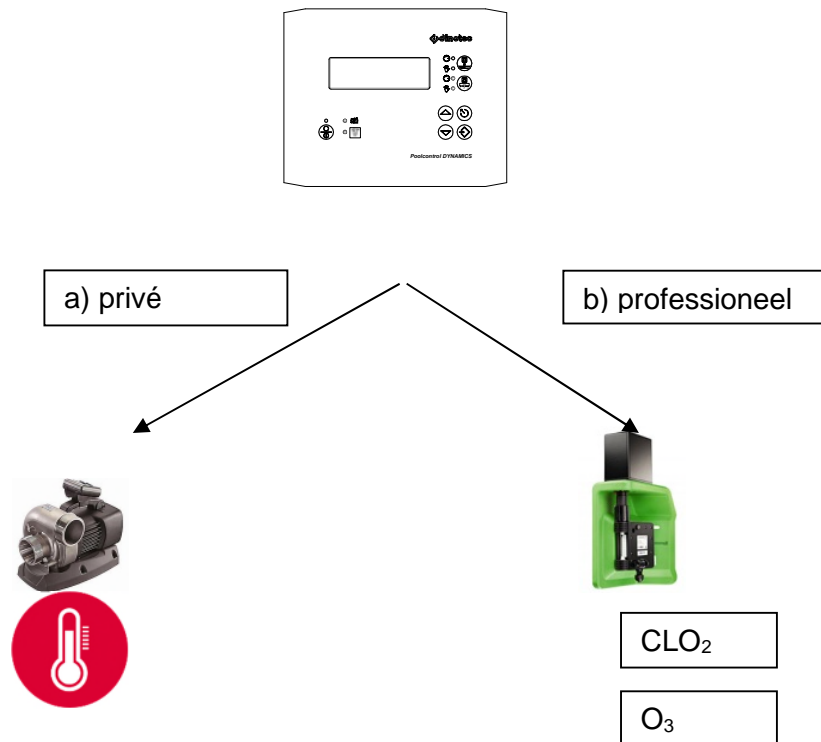 dinotec
Poolcontrol DYNAMICS
a) privé
b) professioneel
CLO₂
O₃